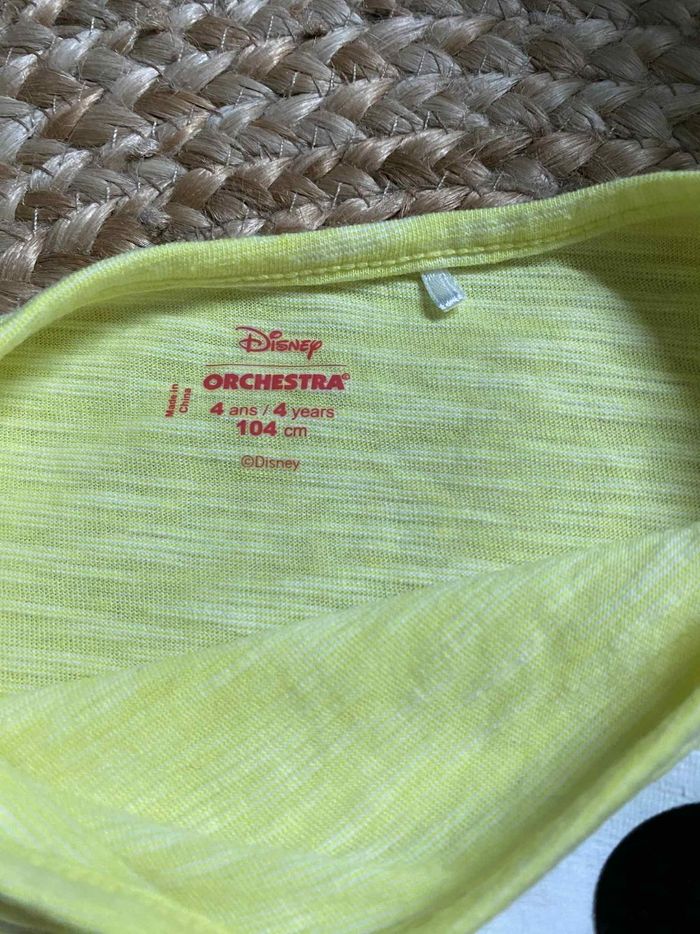 Disney
ORCHESTRA®
4 ans / 4 years
104 cm
©Disney
Made in
China